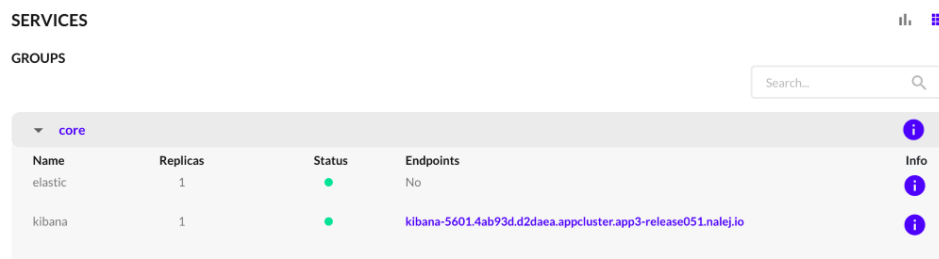 SERVICES
GROUPS
Search...
core
Name Replicas Status Endpoints Info
elastic 1 No
kibana 1 kibana-5601.4ab93d.d2daea.appcluster.app3-release051.nalej.io